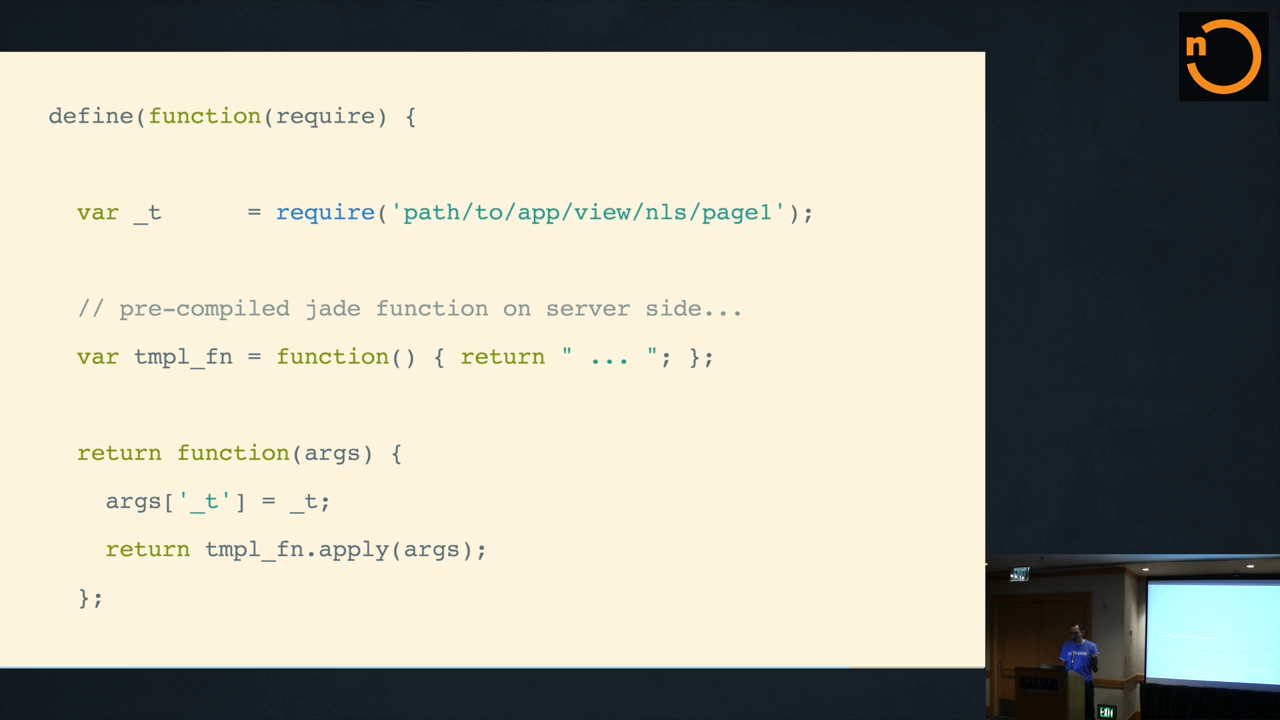 n
define(function(require) {
var _t = require('path/to/app/view/nls/page1');
// pre-compiled jade function on server side...
var tmpl_fn = function() { return " ... "; };
return function(args) {
args['_t'] = _t;
return tmpl_fn.apply(args);
};
EXIT